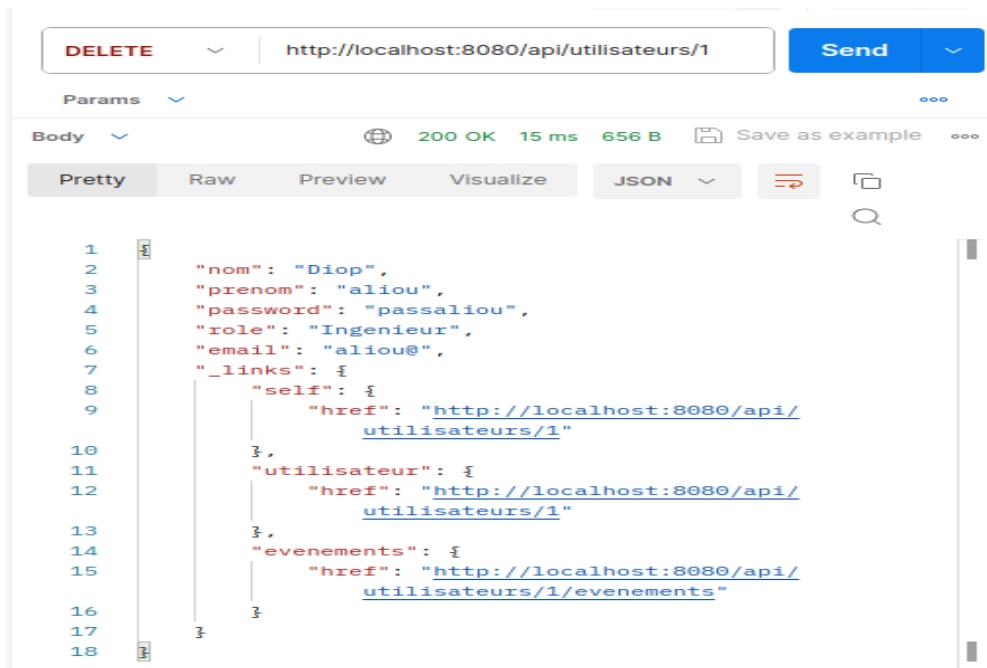 DELETE http://localhost:8080/api/utilisateurs/1 Send
Params
Body 200 OK 15 ms 656 B Save as example
Pretty Raw Preview Visualize JSON
1 {
2 "nom": "Diop",
3 "prenom": "aliou",
4 "password": "passaliou",
5 "role": "Ingenieur",
6 "email": "aliou@",
7 "_links": {
8 "self": {
9 "href": "http://localhost:8080/api/
utilisateurs/1"
10 },
11 "utilisateur": {
12 "href": "http://localhost:8080/api/
utilisateurs/1"
13 },
14 "evenements": {
15 "href": "http://localhost:8080/api/
utilisateurs/1/evenements"
16 }
17 }
18 }